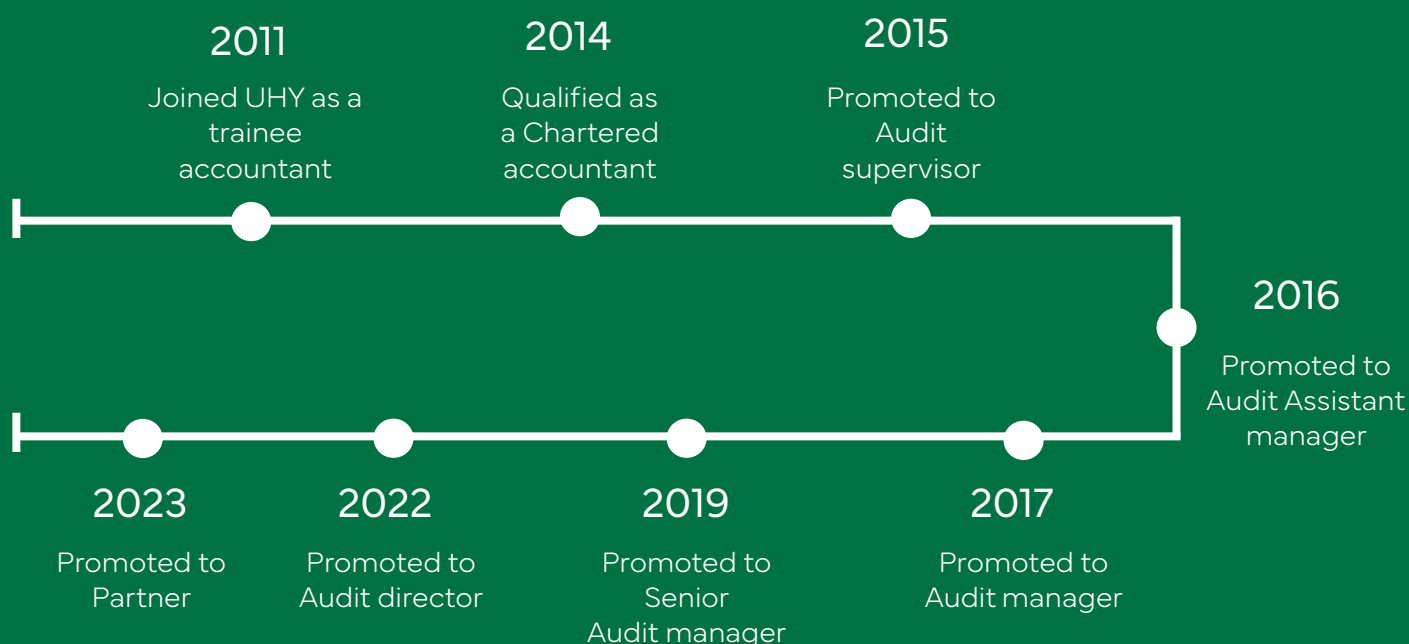 2011
Joined UHY as a
trainee
accountant
2014
Qualified as
a Chartered
accountant
2015
Promoted to
Audit
supervisor
2016
Promoted to
Audit Assistant
manager
2023
Promoted to
Partner
2022
Promoted to
Audit director
2019
Promoted to
Senior
Audit manager
2017
Promoted to
Audit manager